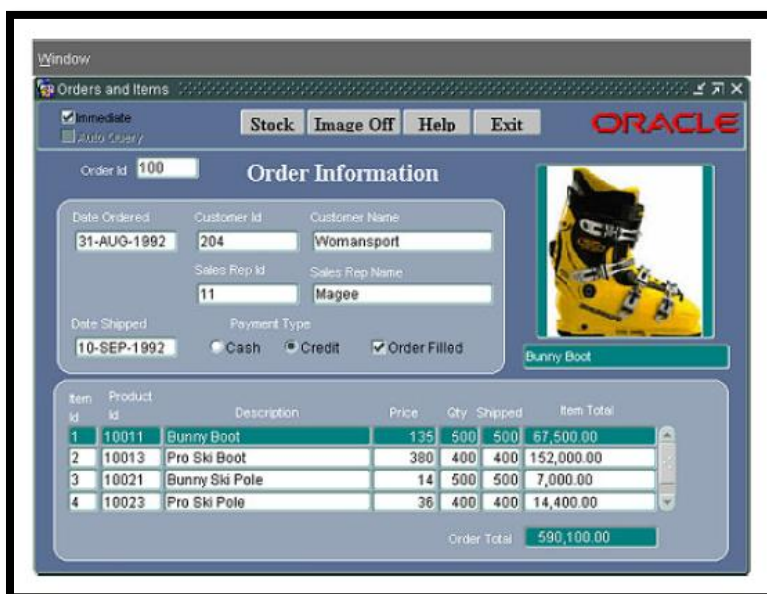 Window
Orders and Items
Immediate
Auto Query
Stock Image Off Help Exit
ORACLE
Order Id 100
Order Information
Date Ordered Customer Id Customer Name
31-AUG-1992 204 Womansport
Sales Rep Id Sales Rep Name
11 Magee
Date Shipped Payment Type
10-SEP-1992 Cash Credit Order Filled
Bunny Boot
Item Id Product Id Description Price Qty Shipped Item Total
1 10011 Bunny Boot 135 500 500 67,500.00
2 10013 Pro Ski Boot 380 400 400 152,000.00
3 10021 Bunny Ski Pole 14 500 500 7,000.00
4 10023 Pro Ski Pole 36 400 400 14,400.00
Order Total 590,100.00